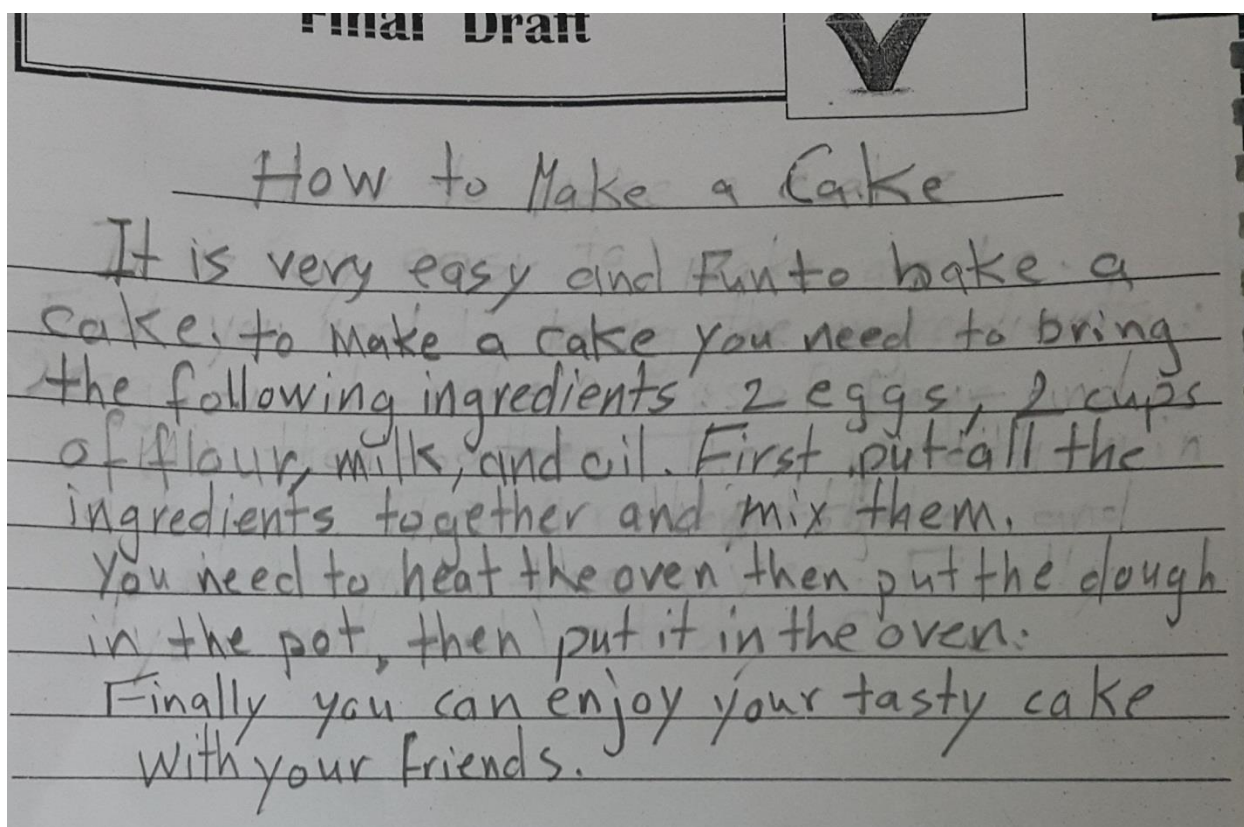 Final Draft
How to Make a Cake
It is very easy and Fun to bake a
cake. to Make a cake you need to bring
the following ingredients 2 eggs, 2 cups
of flour, milk, and oil. First put all the
ingredients together and mix them.
You need to heat the oven then put the dough
in the pot, then put it in the oven.
Finally you can enjoy your tasty cake
with your friends.